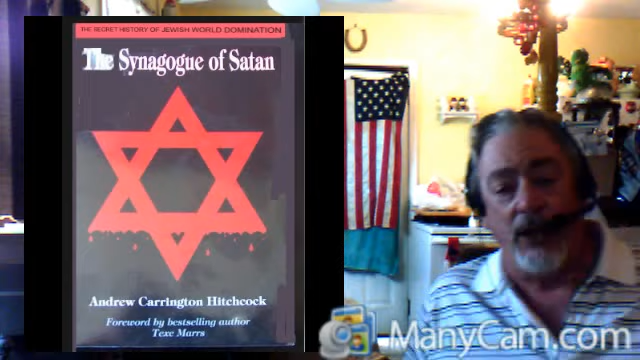 THE SECRET HISTORY OF JEWISH WORLD DOMINATION
The Synagogue of Satan
Andrew Carrington Hitchcock
Foreword by bestselling author
Texe Marrs
ManyCam.com